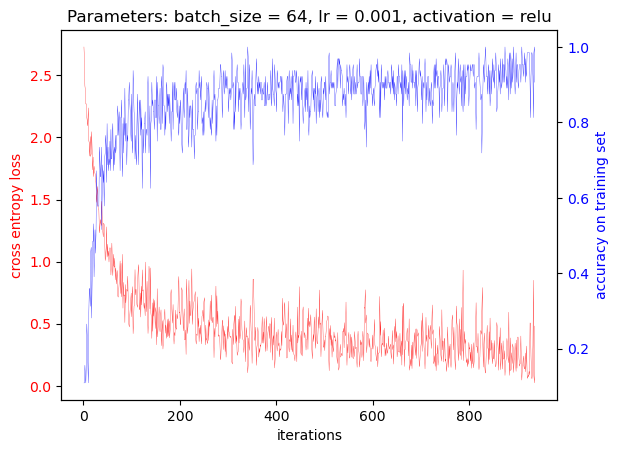 Parameters: batch_size = 64, lr = 0.001, activation = relu
cross entropy loss
2.5
2.0
1.5
1.0
0.5
0.0
1.0
0.8
0.6
0.4
0.2
accuracy on training set
0 200 400 600 800
iterations